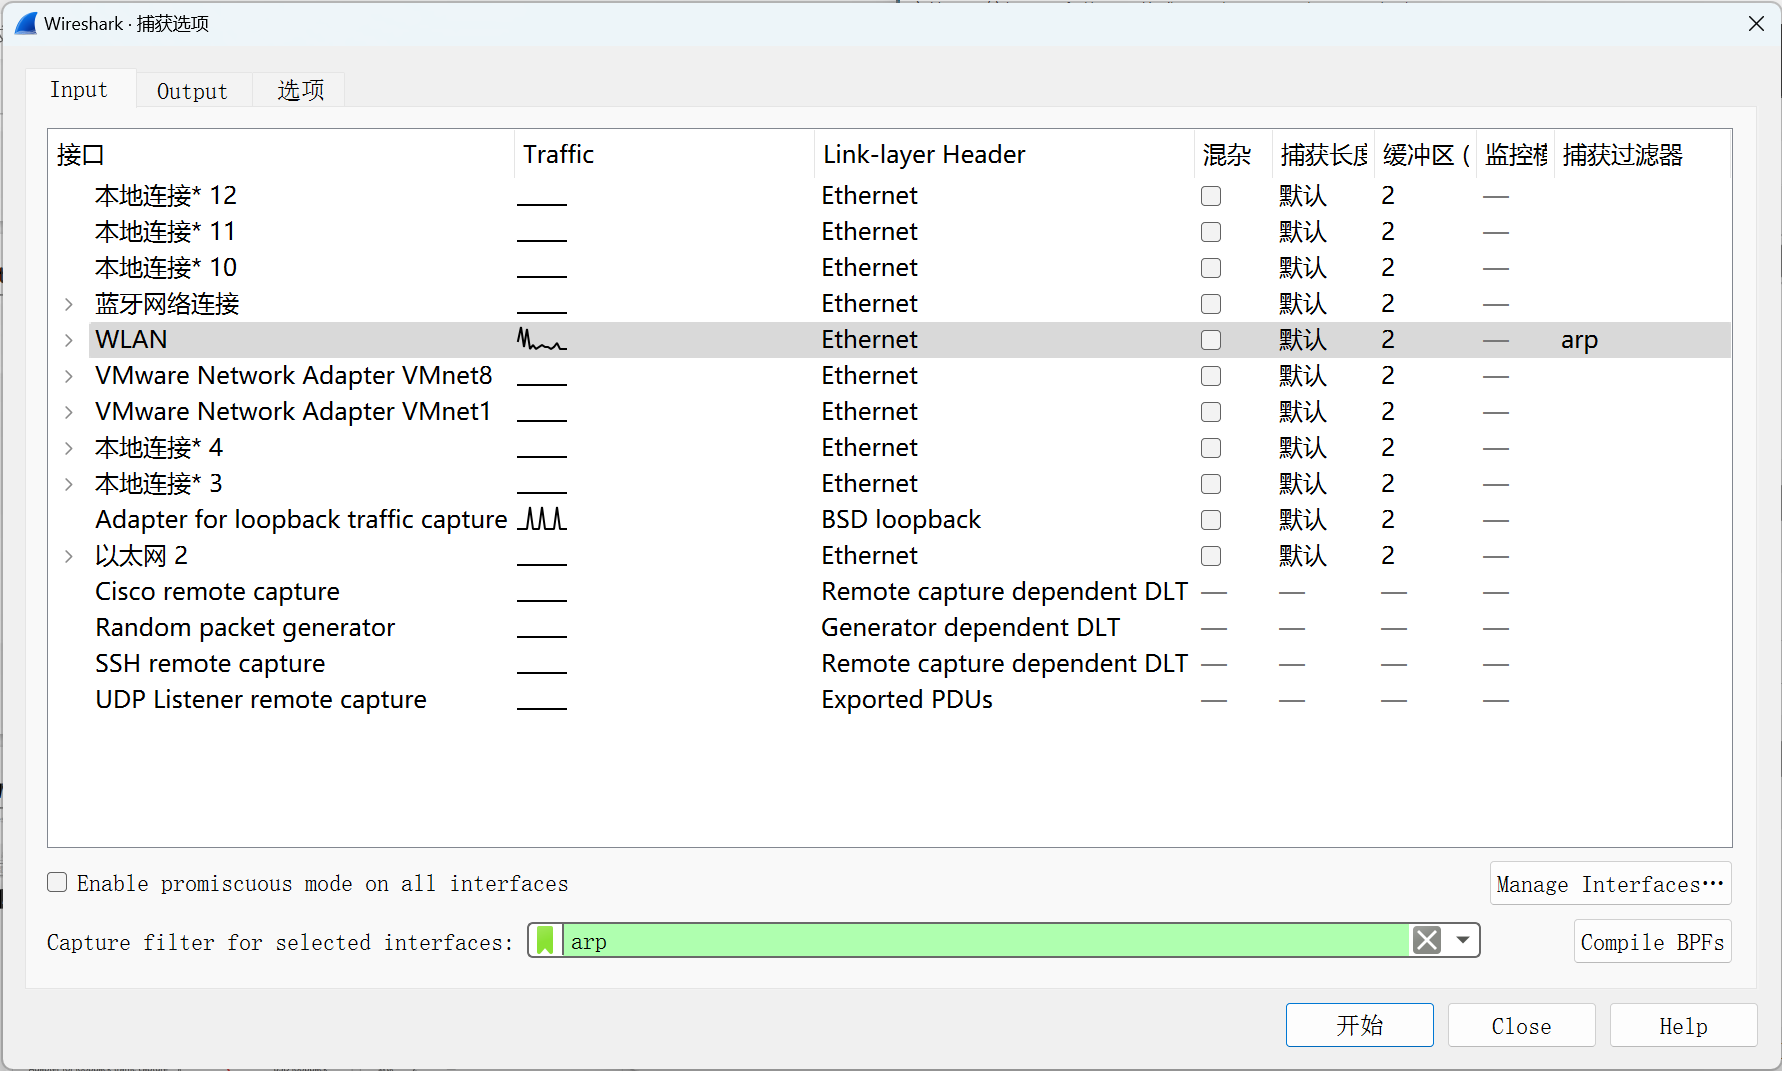 Wireshark · 捕获选项
Input Output 选项
接口 Traffic Link-layer Header 混杂 捕获长度 缓冲区 ( 监控模 捕获过滤器
本地连接* 12 Ethernet 默认 2 —
本地连接* 11 Ethernet 默认 2 —
本地连接* 10 Ethernet 默认 2 —
蓝牙网络连接 Ethernet 默认 2 —
WLAN Ethernet 默认 2 — arp
VMware Network Adapter VMnet8 Ethernet 默认 2 —
VMware Network Adapter VMnet1 Ethernet 默认 2 —
本地连接* 4 Ethernet 默认 2 —
本地连接* 3 Ethernet 默认 2 —
Adapter for loopback traffic capture BSD loopback 默认 2 —
以太网 2 Ethernet 默认 2 —
Cisco remote capture Remote capture dependent DLT — — — —
Random packet generator Generator dependent DLT — — — —
SSH remote capture Remote capture dependent DLT — — — —
UDP Listener remote capture Exported PDUs — — — —
Enable promiscuous mode on all interfaces Manage Interfaces…
Capture filter for selected interfaces: arp Compile BPFs
开始 Close Help